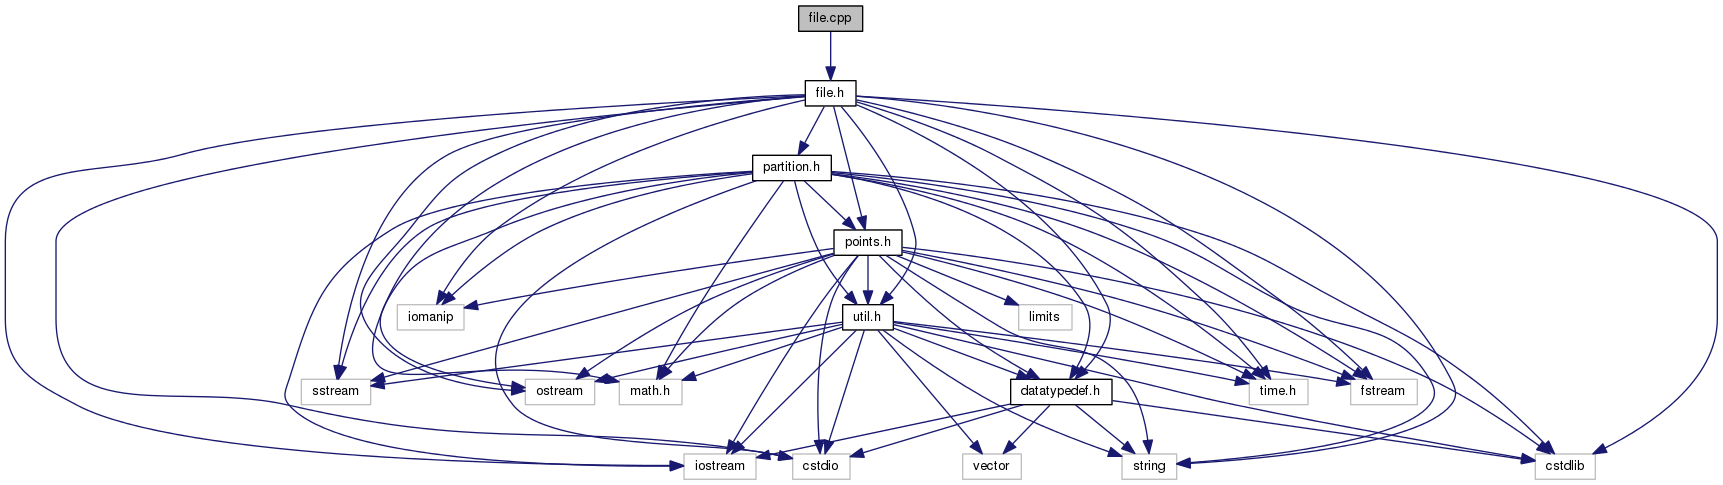 file.cpp
file.h
partition.h
points.h
iomanip
util.h
limits
sstream
ostream
math.h
datatypedef.h
time.h
fstream
iostream
cstdio
vector
string
cstdlib